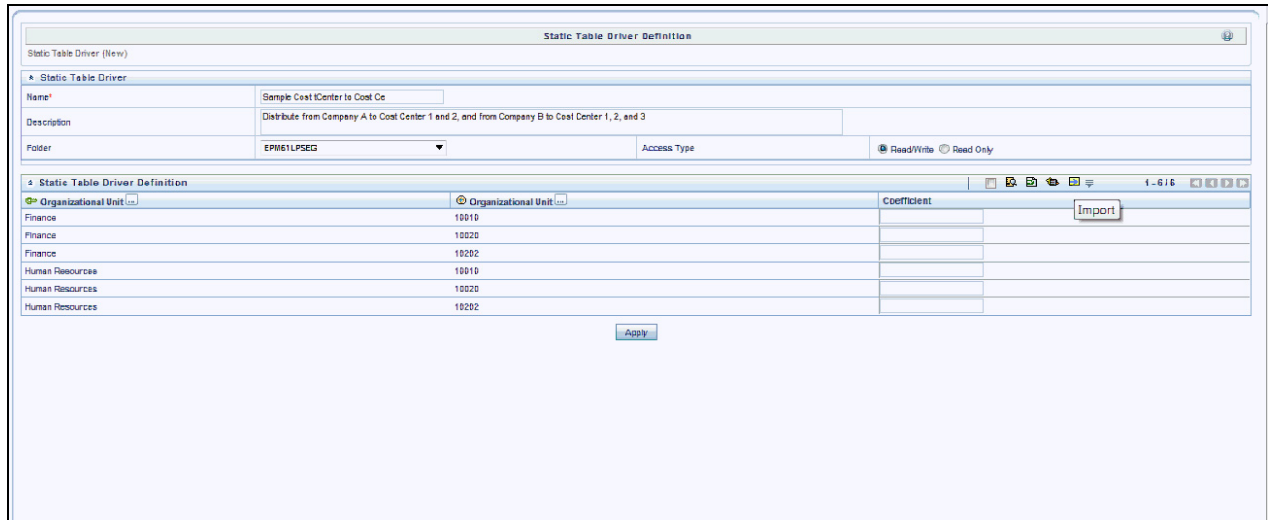 Static Table Driver Definition
Static Table Driver (New)
Static Table Driver
Name* Sample Cost tCenter to Cost Ce
Description Distribute from Company A to Cost Center 1 and 2, and from Company B to Cost Center 1, 2, and 3
Folder EPM61LPSEG Access Type Read/Write Read Only
Static Table Driver Definition 1-6/6
Organizational Unit ... Organizational Unit ... Coefficient
Import
Finance 10010
Finance 10020
Finance 10202
Human Resources 10010
Human Resources 10020
Human Resources 10202
Apply